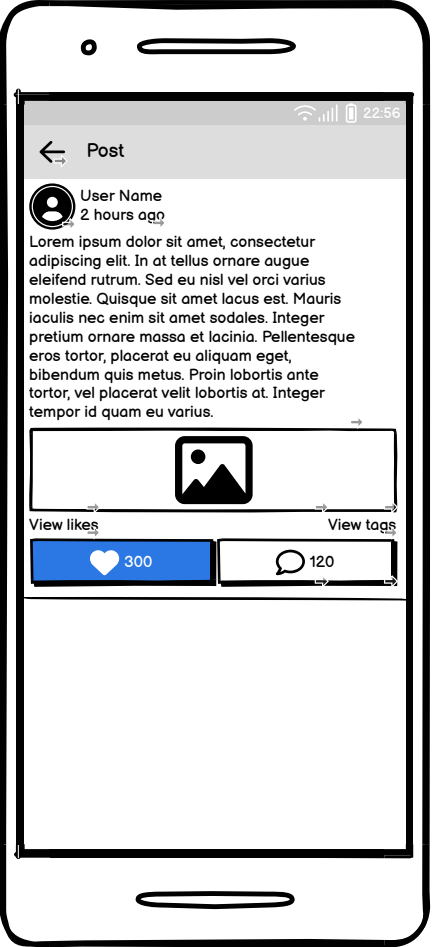 22:56
Post
User Name
2 hours ago
Lorem ipsum dolor sit amet, consectetur
adipiscing elit. In at tellus ornare augue
eleifend rutrum. Sed eu nisl vel orci varius
molestie. Quisque sit amet lacus est. Mauris
iaculis nec enim sit amet sodales. Integer
pretium ornare massa et lacinia. Pellentesque
eros tortor, placerat eu aliquam eget,
bibendum quis metus. Proin lobortis ante
tortor, vel placerat velit lobortis at. Integer
tempor id quam eu varius.
View likes View tags
300 120